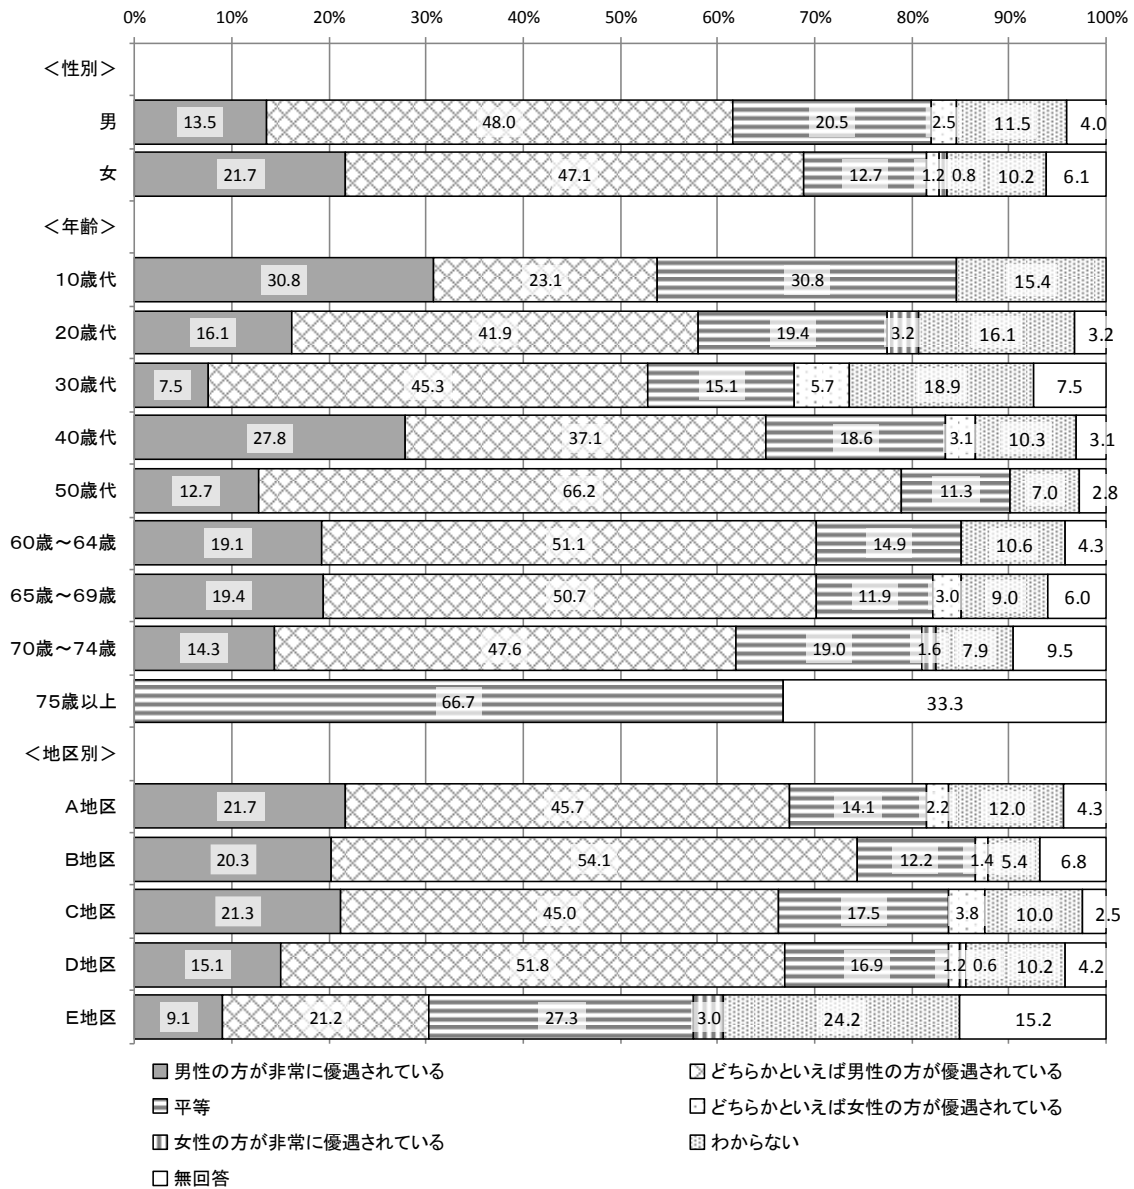 0% 10% 20% 30% 40% 50% 60% 70% 80% 90% 100%
＜性別＞
男 13.5 48.0 20.5 2.5 11.5 4.0
女 21.7 47.1 12.7 1.2 0.8 10.2 6.1
＜年齢＞
１０歳代 30.8 23.1 30.8 15.4
２０歳代 16.1 41.9 19.4 3.2 16.1 3.2
３０歳代 7.5 45.3 15.1 5.7 18.9 7.5
４０歳代 27.8 37.1 18.6 3.1 10.3 3.1
５０歳代 12.7 66.2 11.3 7.0 2.8
６０歳～６４歳 19.1 51.1 14.9 10.6 4.3
６５歳～６９歳 19.4 50.7 11.9 3.0 9.0 6.0
７０歳～７４歳 14.3 47.6 19.0 1.6 7.9 9.5
７５歳以上 66.7 33.3
＜地区別＞
Ａ地区 21.7 45.7 14.1 2.2 12.0 4.3
Ｂ地区 20.3 54.1 12.2 1.4 5.4 6.8
Ｃ地区 21.3 45.0 17.5 3.8 10.0 2.5
Ｄ地区 15.1 51.8 16.9 1.2 0.6 10.2 4.2
Ｅ地区 9.1 21.2 27.3 3.0 24.2 15.2
男性の方が非常に優遇されている どちらかといえば男性の方が優遇されている
平等 どちらかといえば女性の方が優遇されている
女性の方が非常に優遇されている わからない
無回答